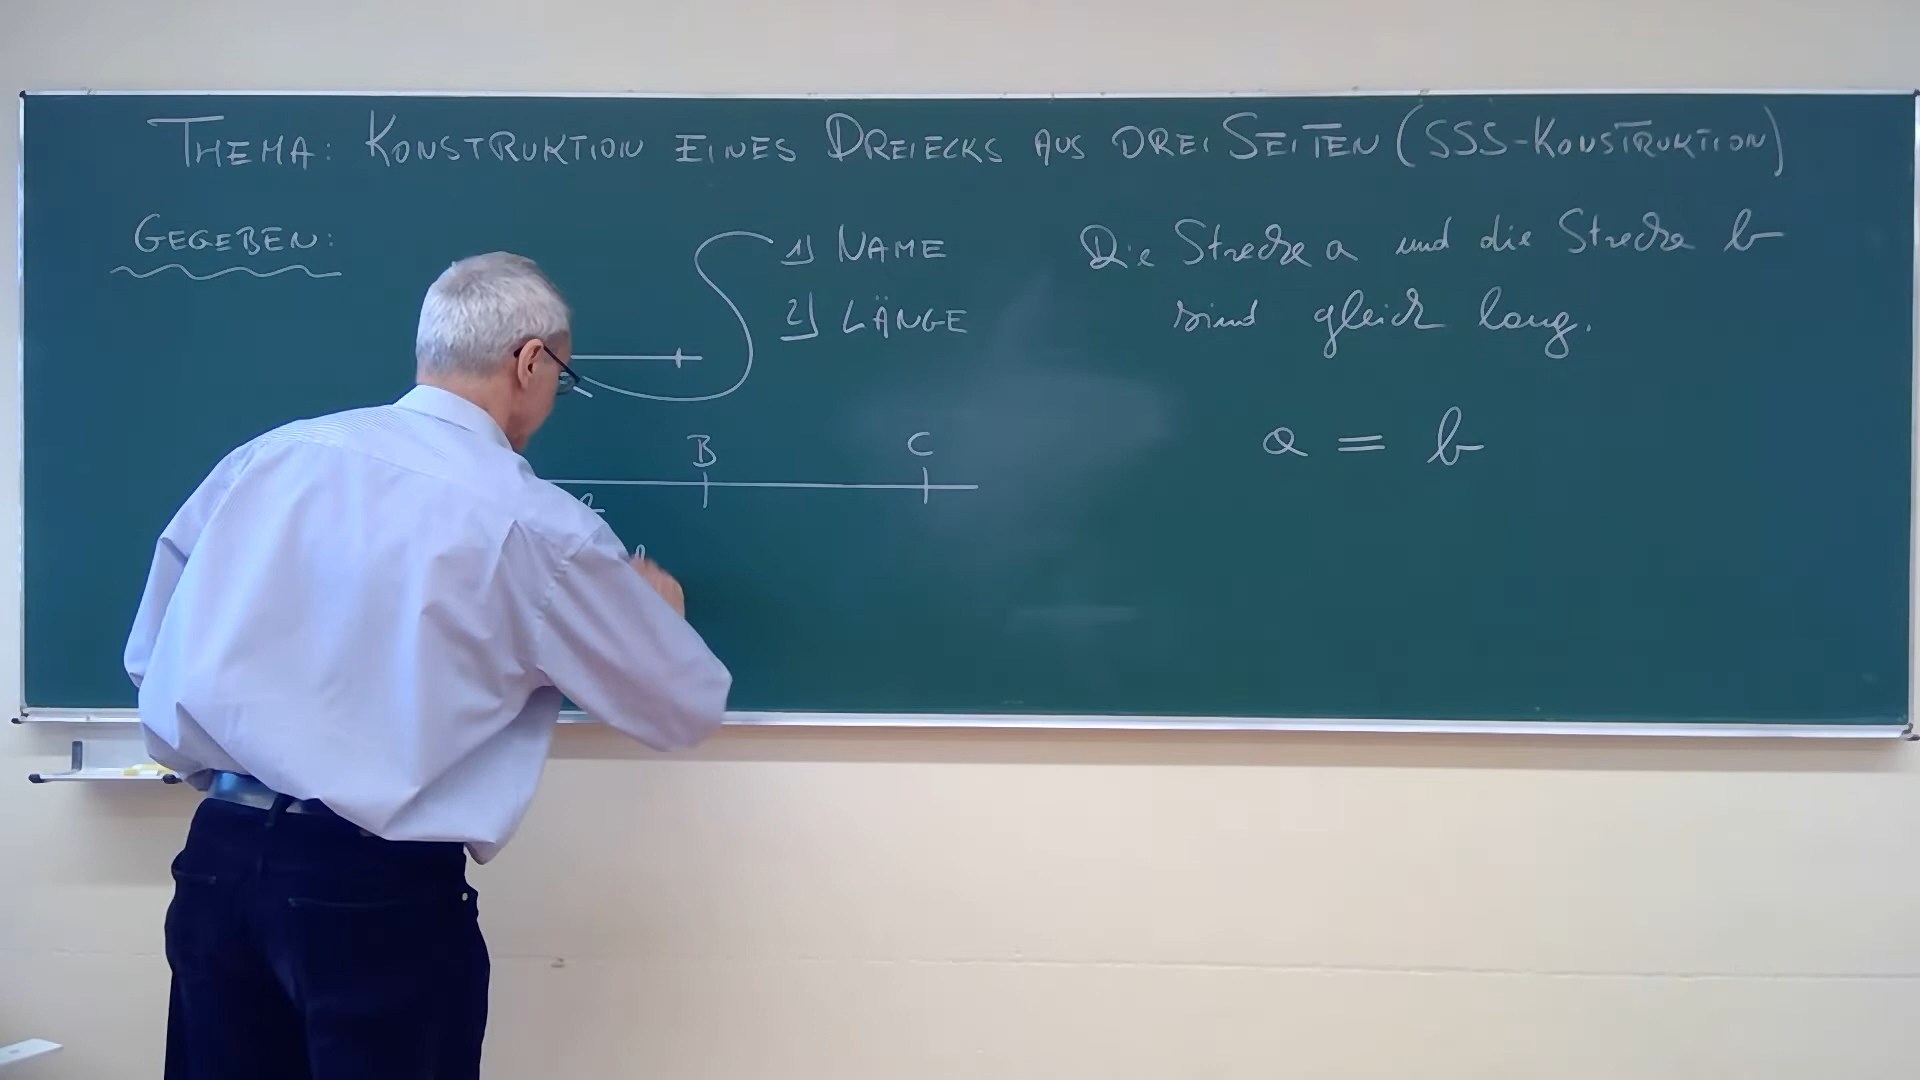 THEMA: KONSTRUKTION EINES DREIECKS AUS DREI SEITEN (SSS-KONSTRUKTION)
GEGEBEN:
1) NAME
2) LÄNGE
B C
Die Strecke a und die Strecke b
sind gleich lang.
a = b